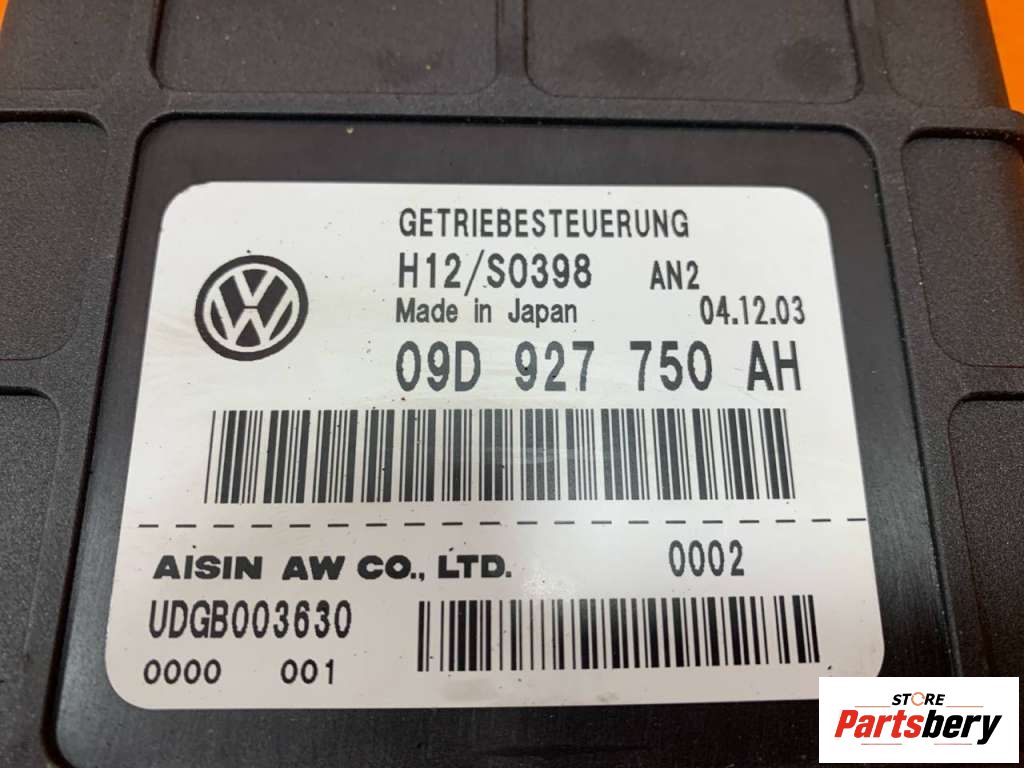 GETRIEBESTEUERUNG
H12/S0398 AN2
Made in Japan 04.12.03
09D 927 750 AH
AISIN AW CO., LTD. 0002
UDGB003630
0000 001
STORE
Partsbery